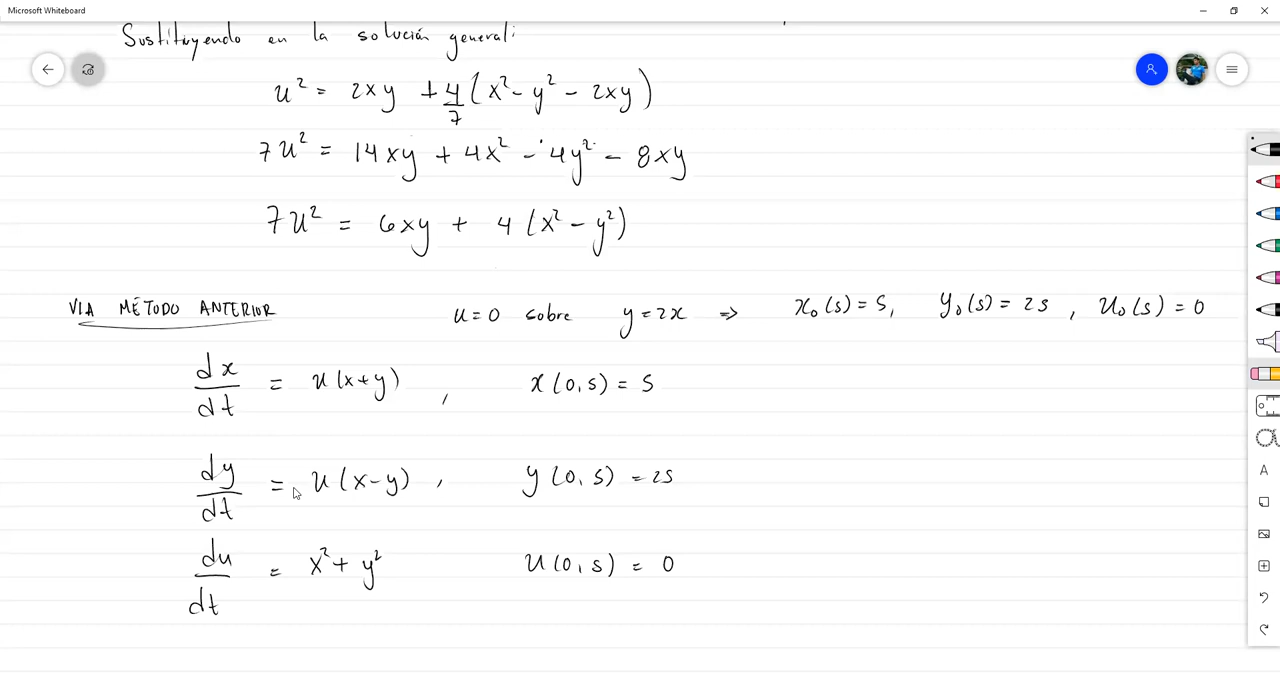 Microsoft Whiteboard
Sustituyendo en la solución general:
u² = 2xy + 4/7 (x² - y² - 2xy)
7u² = 14xy + 4x² - 4y² - 8xy
7u² = 6xy + 4 (x² - y²)
VIA MÉTODO ANTERIOR u=0 sobre y=2x => x₀(s) = s, y₀(s) = 2s, u₀(s) = 0
dx/dt = u(x+y), x(0,s) = s
dy/dt = u(x-y), y(0,s) = 2s
du/dt = x² + y² u(0,s) = 0
A